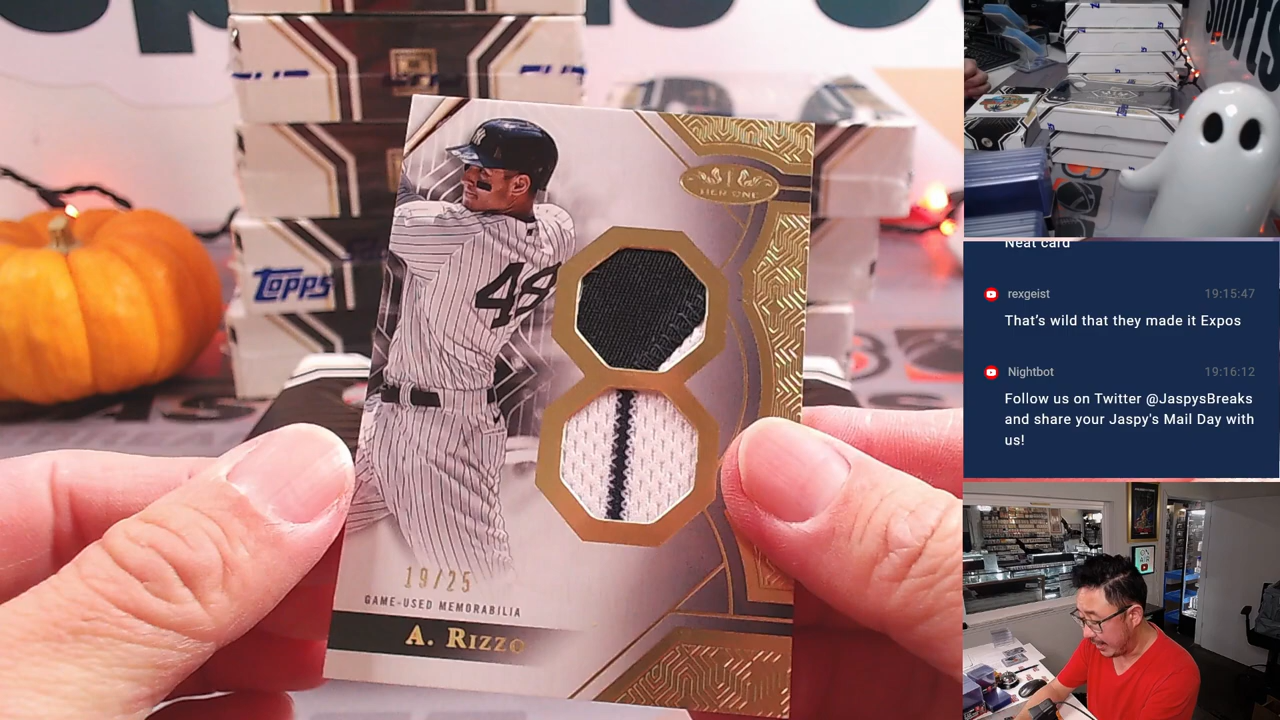 Topps
TIER ONE
48
19/25
GAME-USED MEMORABILIA
A. Rizzo
sports
Neat card
rexgeist 19:15:47
That's wild that they made it Expos
Nightbot 19:16:12
Follow us on Twitter @JaspysBreaks
and share your Jaspy's Mail Day with
us!